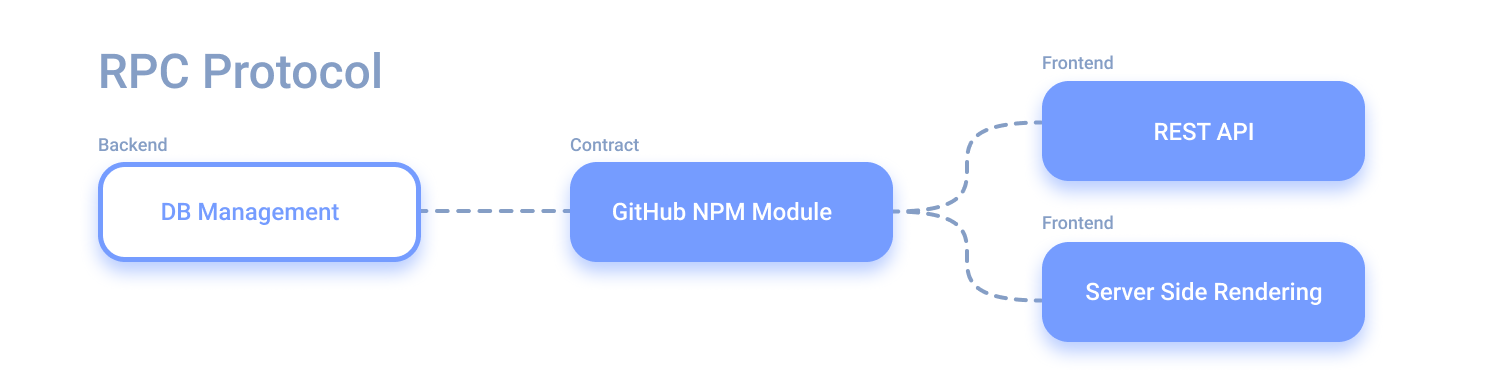 RPC Protocol
Backend
DB Management
Contract
GitHub NPM Module
Frontend
REST API
Frontend
Server Side Rendering